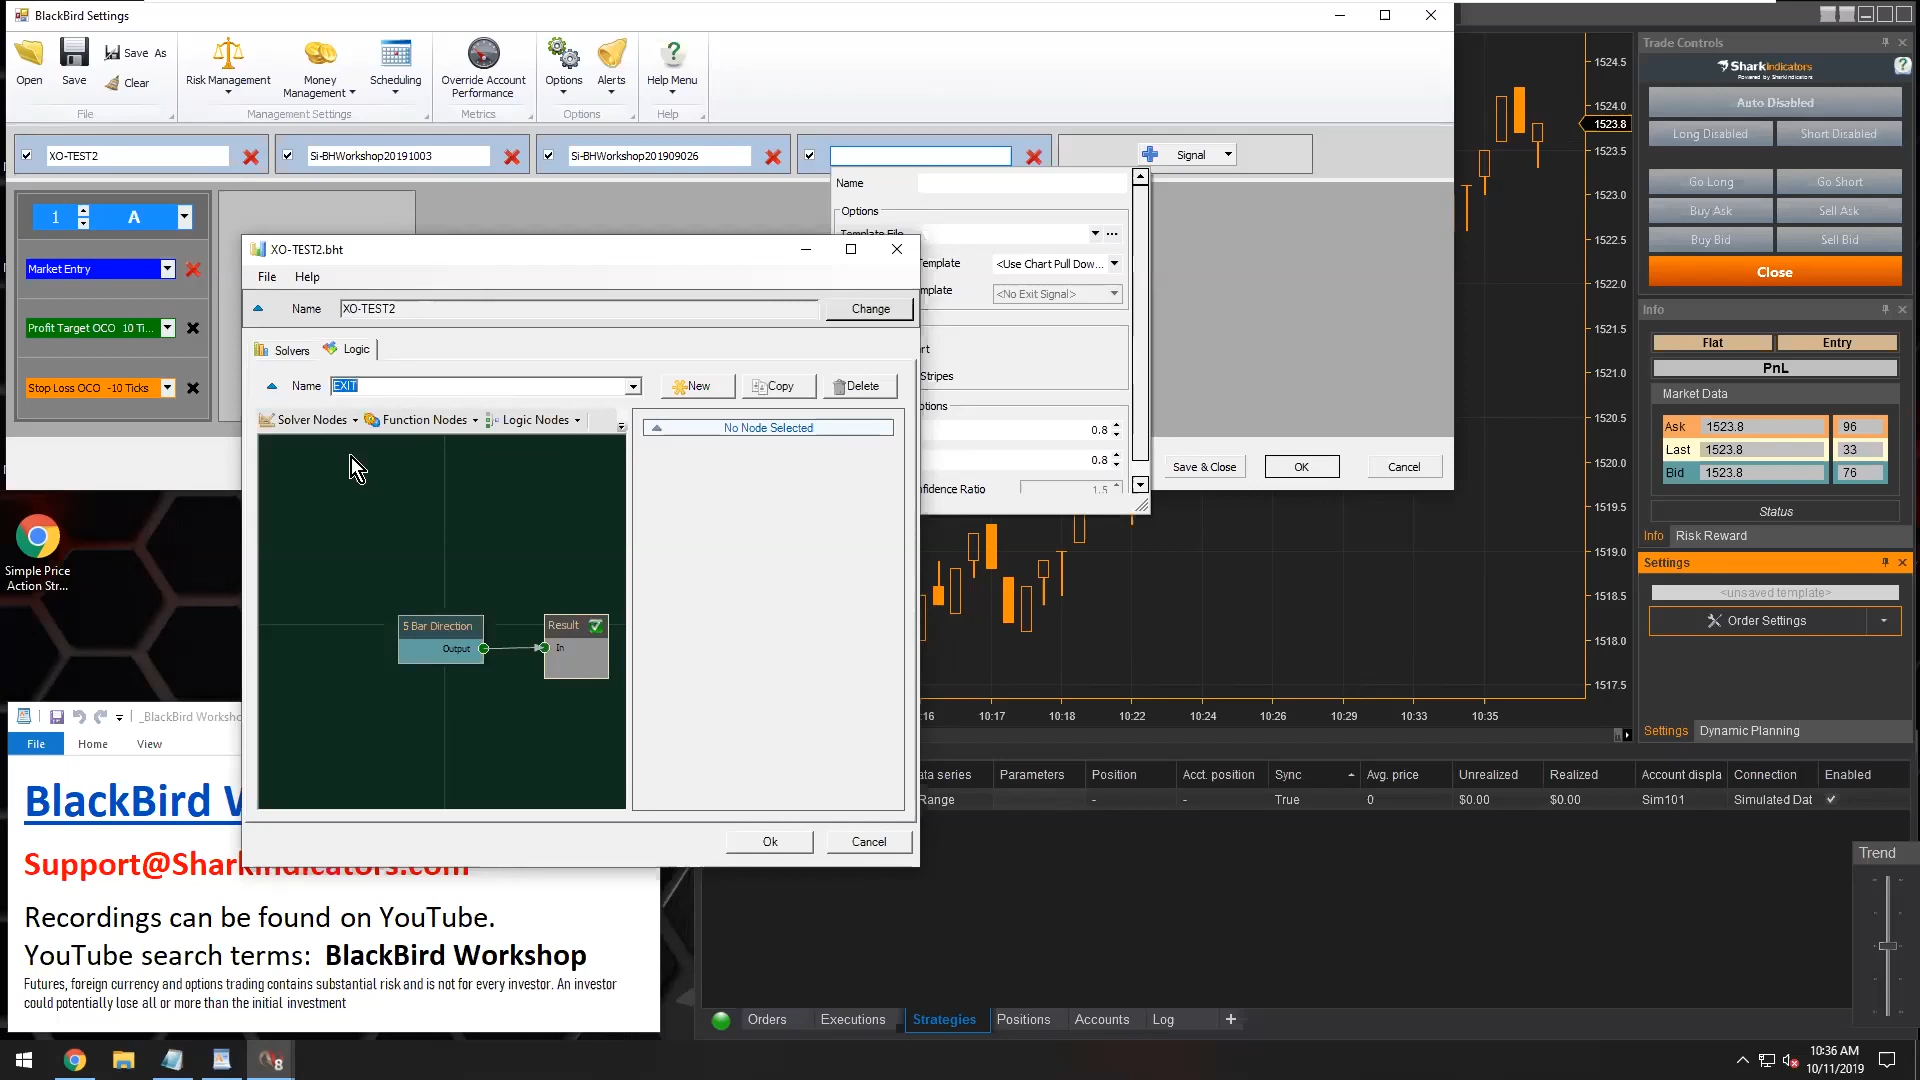 BlackBird Settings
Open
Save
Save As
Clear
File
Risk Management
Money Management
Scheduling
Management Settings
Override Account Performance
Metrics
Options
Alerts
Options
Help Menu
Help
XO-TEST2
Si-BHWorkshop20191003
Si-BHWorkshop201909026
Signal
Name
Options
Template File
Template
<Use Chart Pull Dow...
<No Exit Signal>
Stripes
0.8
0.8
1.5
Save & Close
OK
Cancel
1 A
Market Entry
Profit Target OCO 10 Ti...
Stop Loss OCO -10 Ticks
XO-TEST2.bht
File
Help
Name
XO-TEST2
Change
Solvers
Logic
Name
EXIT
New
Copy
Delete
Solver Nodes
Function Nodes
Logic Nodes
No Node Selected
5 Bar Direction
Output
Result
In
Ok
Cancel
Simple Price
Action Str...
_BlackBird Worksho
File
Home
View
BlackBird
Recordings can be found on YouTube.
YouTube search terms: BlackBird Workshop
Futures, foreign currency and options trading contains substantial risk and is not for every investor. An investor
could potentially lose all or more than the initial investment
1524.5
1524.0
1523.8
1523.5
1523.0
1522.5
1522.0
1521.5
1521.0
1520.5
1520.0
1519.5
1519.0
1518.5
1518.0
1517.5
:16
10:17
10:18
10:22
10:24
10:26
10:29
10:33
10:35
Trade Controls
SharkIndicators
Powered by SharkIndicators
Auto Disabled
Long Disabled
Short Disabled
Go Long
Go Short
Buy Ask
Sell Ask
Buy Bid
Sell Bid
Close
Info
Flat
Entry
PnL
Market Data
Ask 1523.8 96
Last 1523.8 33
Bid 1523.8 76
Status
Info
Risk Reward
Settings
<unsaved template>
Order Settings
Settings
Dynamic Planning
ata series
Parameters
Position
Acct. position
Sync
Avg. price
Unrealized
Realized
Account displa
Connection
Enabled
Range
-
-
True
0
$0.00
$0.00
Sim101
Simulated Dat
Trend
Orders
Executions
Strategies
Positions
Accounts
Log
+
8
10:36 AM
10/11/2019